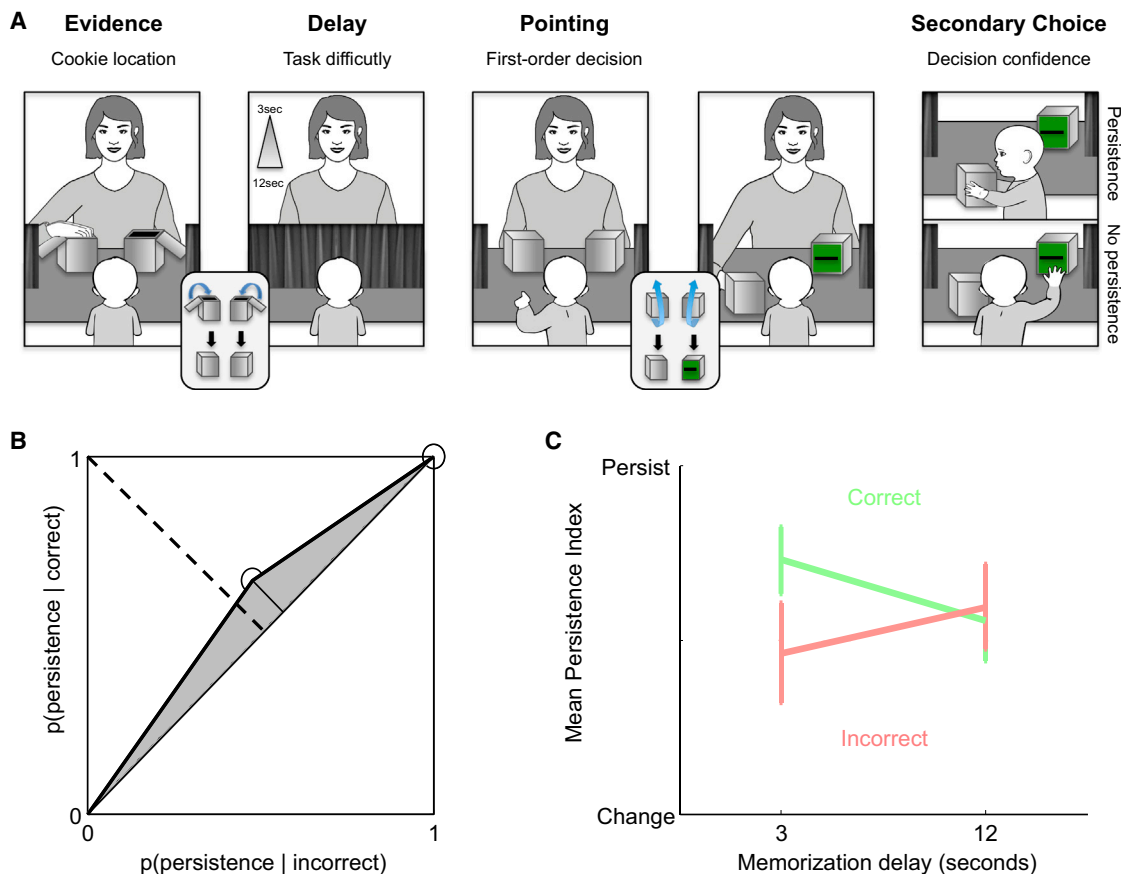 A
Evidence
Delay
Pointing
Secondary Choice
Cookie location
Task difficutly
First-order decision
Decision confidence
3sec
12sec
Persistence
No persistence
B
1
p(persistence | correct)
0
0
1
p(persistence | incorrect)
C
Persist
Mean Persistence Index
Correct
Incorrect
Change
3
12
Memorization delay (seconds)